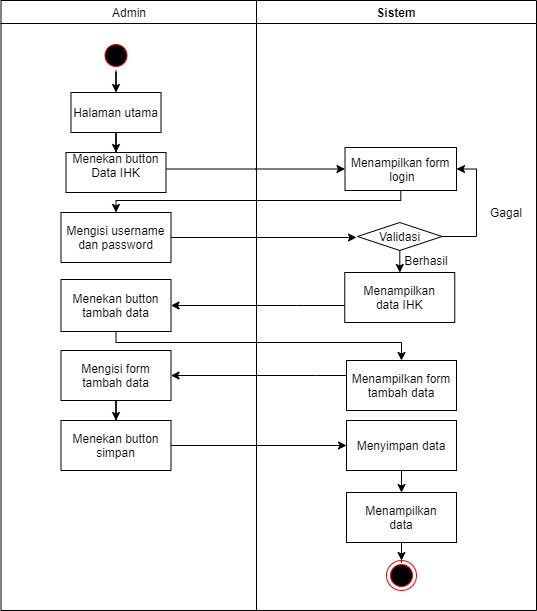 Admin
Sistem
Halaman utama
Menekan button
Data IHK
Menampilkan form
login
Mengisi username
dan password
Validasi
Gagal
Berhasil
Menampilkan
data IHK
Menekan button
tambah data
Menampilkan form
tambah data
Mengisi form
tambah data
Menekan button
simpan
Menyimpan data
Menampilkan
data